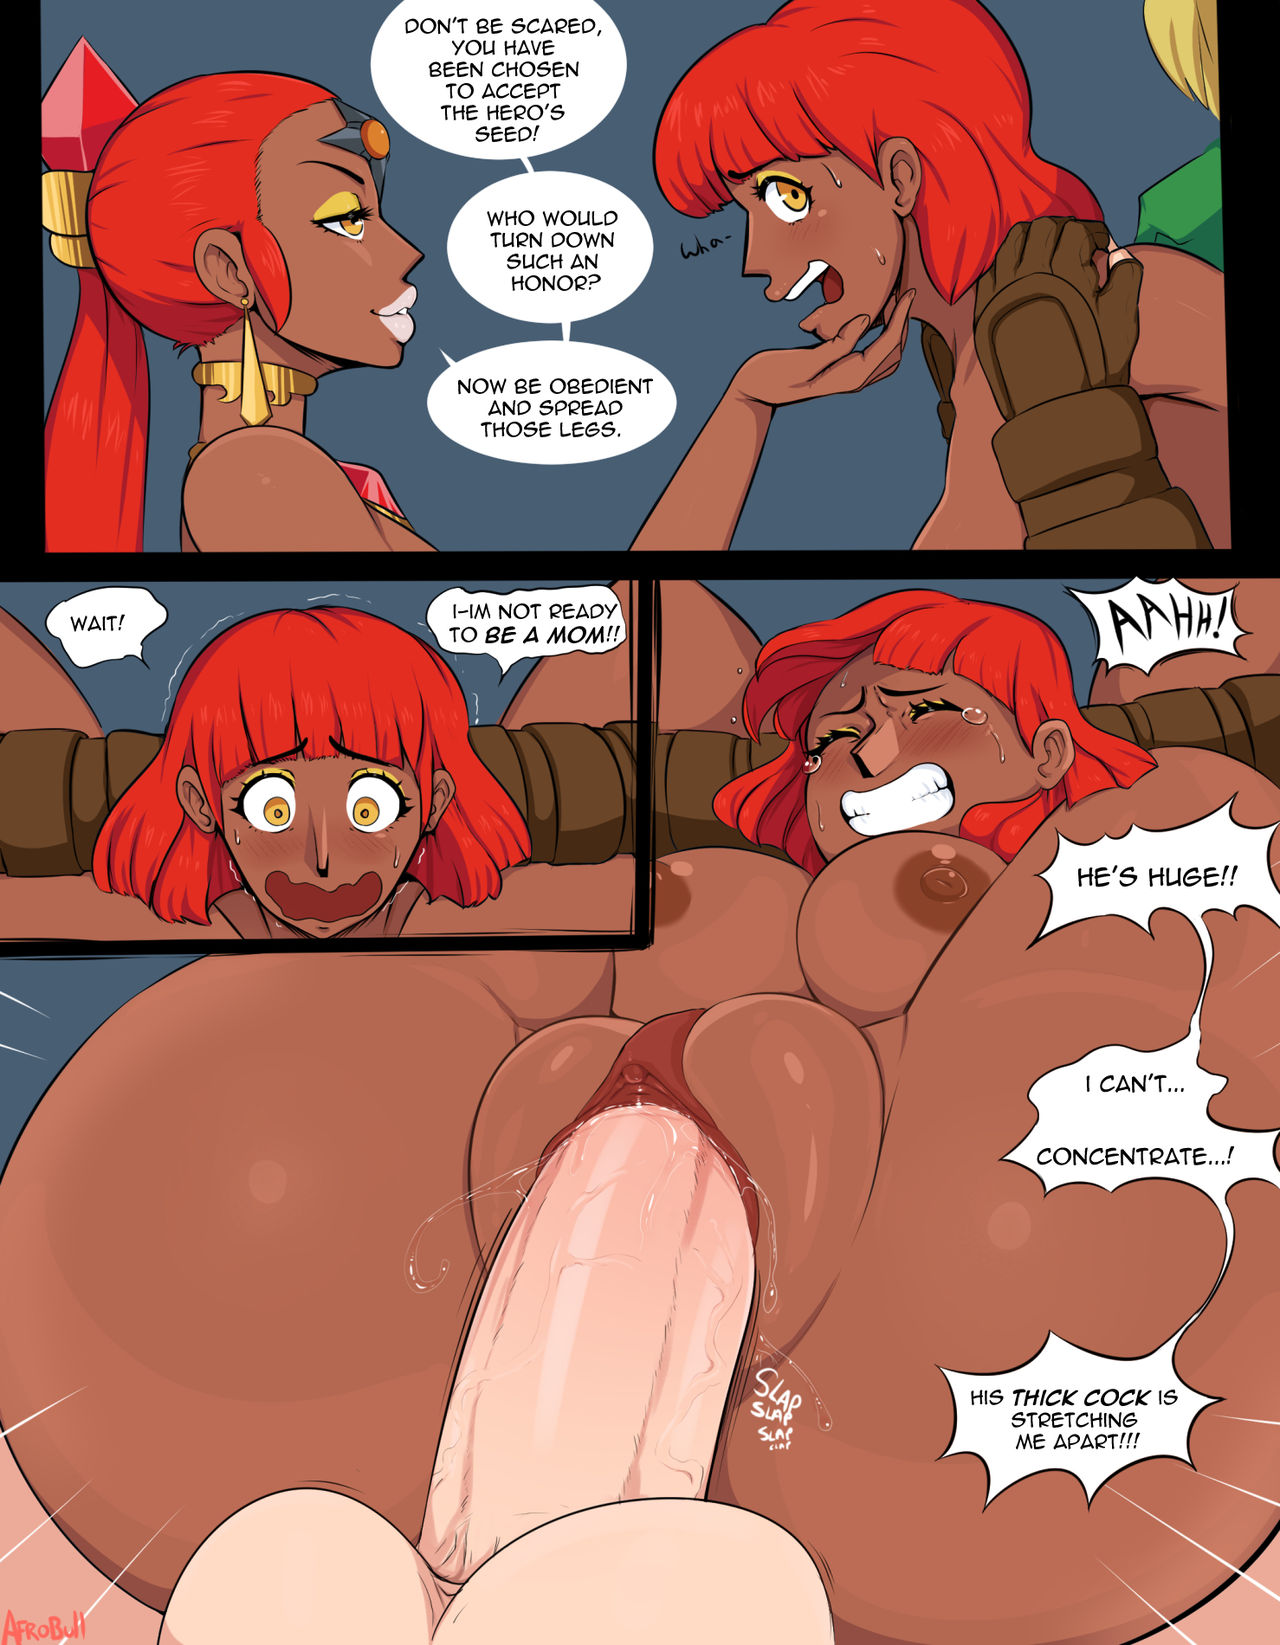 DON'T BE SCARED,
YOU HAVE
BEEN CHOSEN
TO ACCEPT
THE HERO'S
SEED!
WHO WOULD
TURN DOWN
SUCH AN
HONOR?
Wha-
NOW BE OBEDIENT
AND SPREAD
THOSE LEGS.
WAIT!
I-IM NOT READY
TO BE A MOM!!
AAHH!
HE'S HUGE!!
I CAN'T...
CONCENTRATE...!
HIS THICK COCK IS
STRETCHING
ME APART!!!
SLAP
SLAP
SLAP
CLAP
AFROBULL